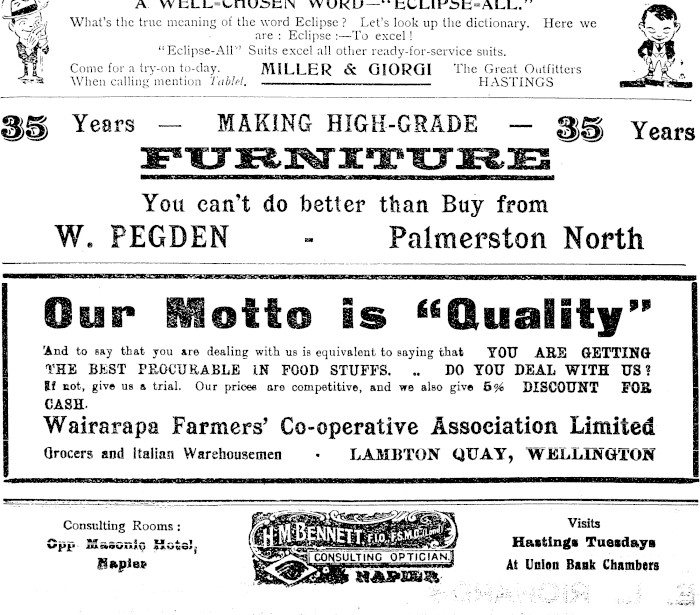 A WELL-CHOSEN WORD—"ECLIPSE-ALL."
What's the true meaning of the word Eclipse? Let's look up the dictionary. Here we
are: Eclipse:—To excel!
"Eclipse-All" Suits excel all other ready-for-service suits.
Come for a try-on to-day. MILLER & GIORGI The Great Outfitters
When calling mention Tablet. HASTINGS
35 Years — MAKING HIGH-GRADE — 35 Years
FURNITURE
You can't do better than Buy from
W. PEGDEN - Palmerston North
Our Motto is "Quality"
And to say that you are dealing with us is equivalent to saying that YOU ARE GETTING
THE BEST PROCURABLE IN FOOD STUFFS. .. DO YOU DEAL WITH US?
If not, give us a trial. Our prices are competitive, and we also give 5% DISCOUNT FOR
CASH.
Wairarapa Farmers' Co-operative Association Limited
Grocers and Italian Warehousemen · LAMBTON QUAY, WELLINGTON
Consulting Rooms:
Opp Masonic Hotel,
Napier
H.M. BENNETT F.I.O. F.S.M.C.
CONSULTING OPTICIAN,
NAPIER
Visits
Hastings Tuesdays
At Union Bank Chambers